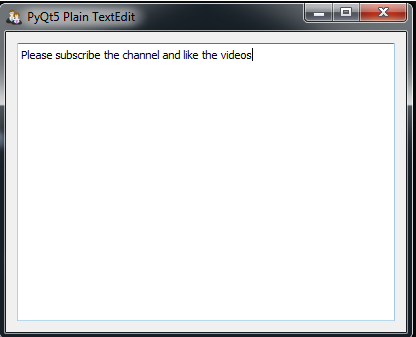 PyQt5 Plain TextEdit
Please subscribe the channel and like the videos